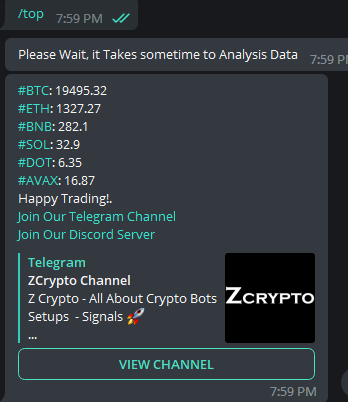 /top 7:59 PM
Please Wait, it Takes sometime to Analysis Data 7:59 PM
#BTC: 19495.32
#ETH: 1327.27
#BNB: 282.1
#SOL: 32.9
#DOT: 6.35
#AVAX: 16.87
Happy Trading!.
Join Our Telegram Channel
Join Our Discord Server
Telegram
ZCrypto Channel
Z Crypto - All About Crypto Bots
Setups - Signals 🚀
...
ZCRYPTO
VIEW CHANNEL
7:59 PM